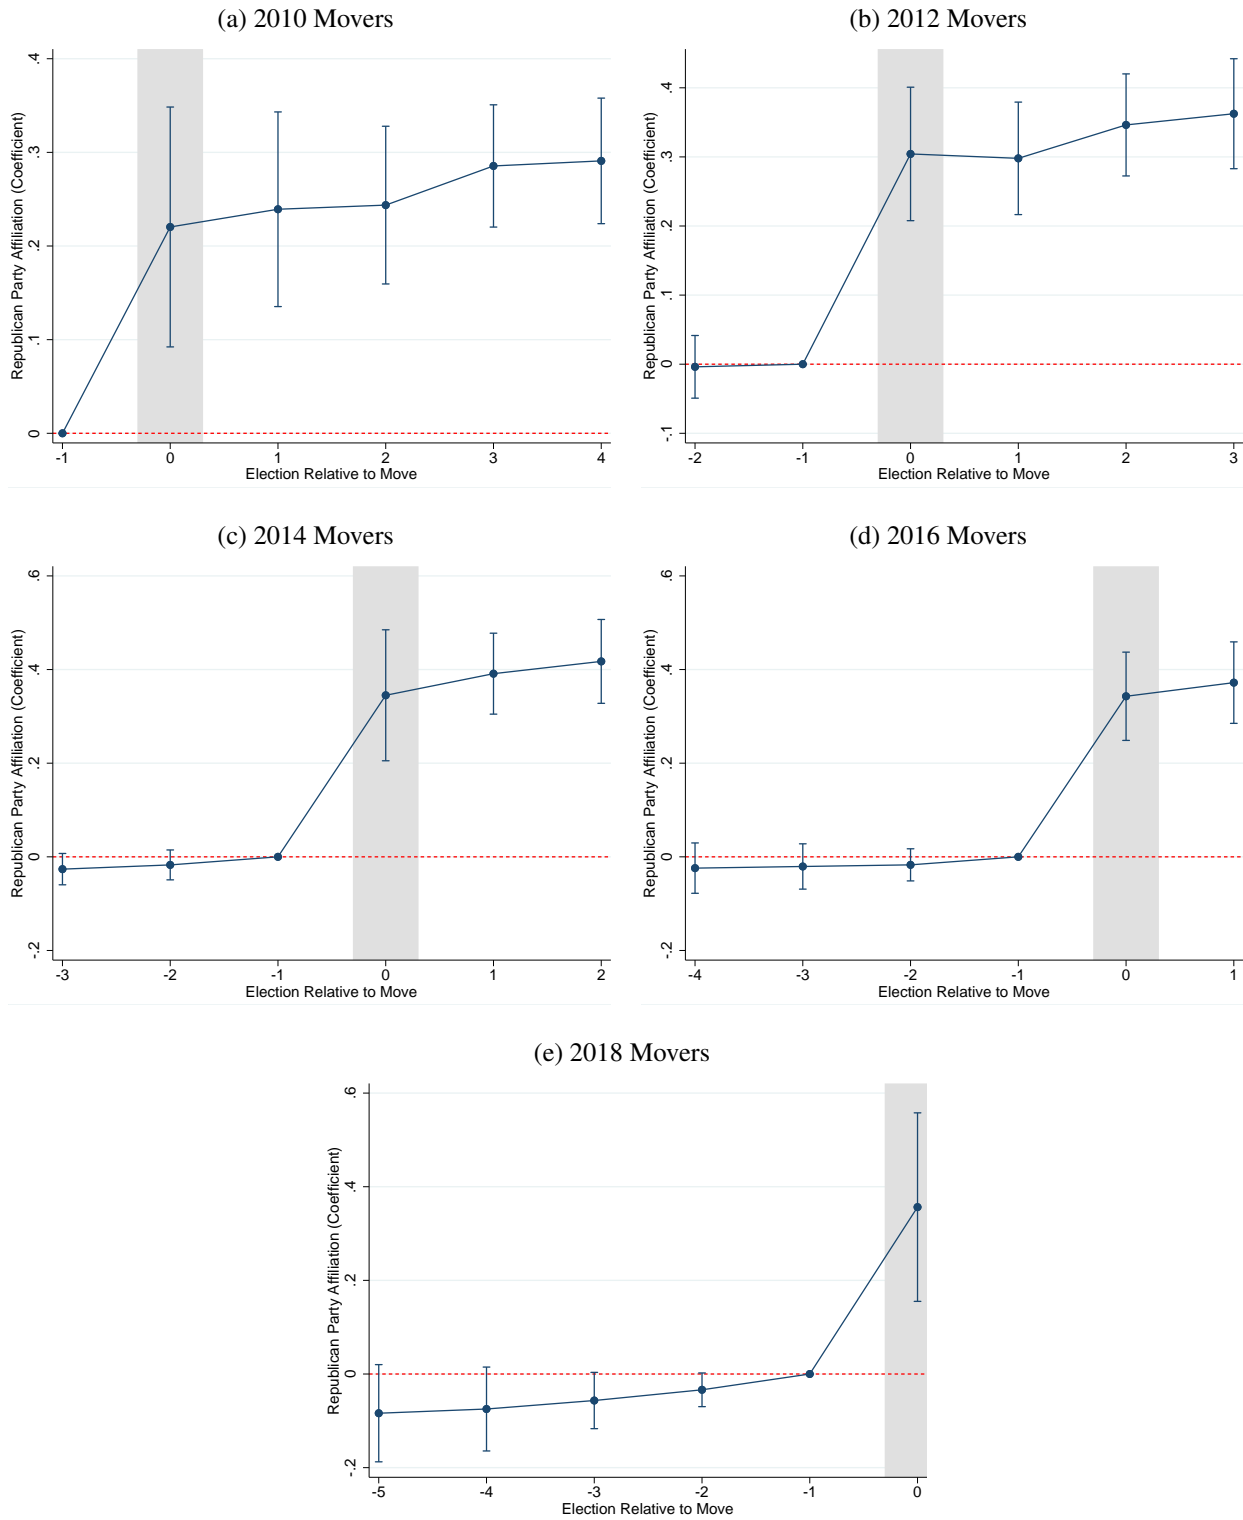 (a) 2010 Movers
Republican Party Affiliation (Coefficient)
.4
.3
.2
.1
0
-1 0 1 2 3 4
Election Relative to Move
(b) 2012 Movers
Republican Party Affiliation (Coefficient)
.4
.3
.2
.1
0
-.1
-2 -1 0 1 2 3
Election Relative to Move
(c) 2014 Movers
Republican Party Affiliation (Coefficient)
.6
.4
.2
0
-.2
-3 -2 -1 0 1 2
Election Relative to Move
(d) 2016 Movers
Republican Party Affiliation (Coefficient)
.6
.4
.2
0
-.2
-4 -3 -2 -1 0 1
Election Relative to Move
(e) 2018 Movers
Republican Party Affiliation (Coefficient)
.6
.4
.2
0
-.2
-5 -4 -3 -2 -1 0
Election Relative to Move